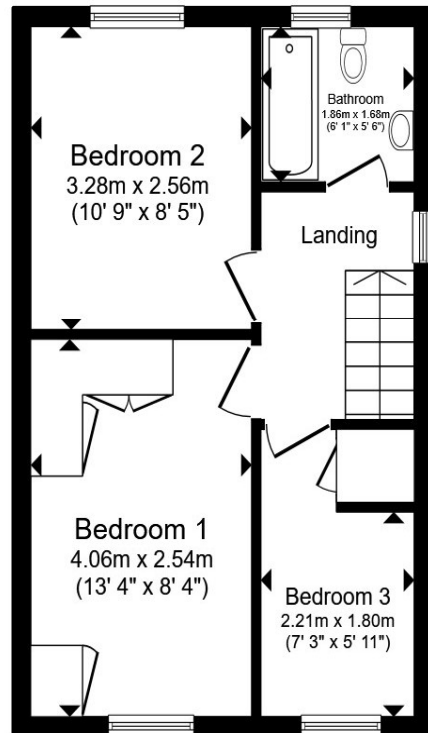 Bathroom
1.86m x 1.68m
(6' 1" x 5' 6")
Bedroom 2
3.28m x 2.56m
(10' 9" x 8' 5")
Landing
Bedroom 1
4.06m x 2.54m
(13' 4" x 8' 4")
Bedroom 3
2.21m x 1.80m
(7' 3" x 5' 11")